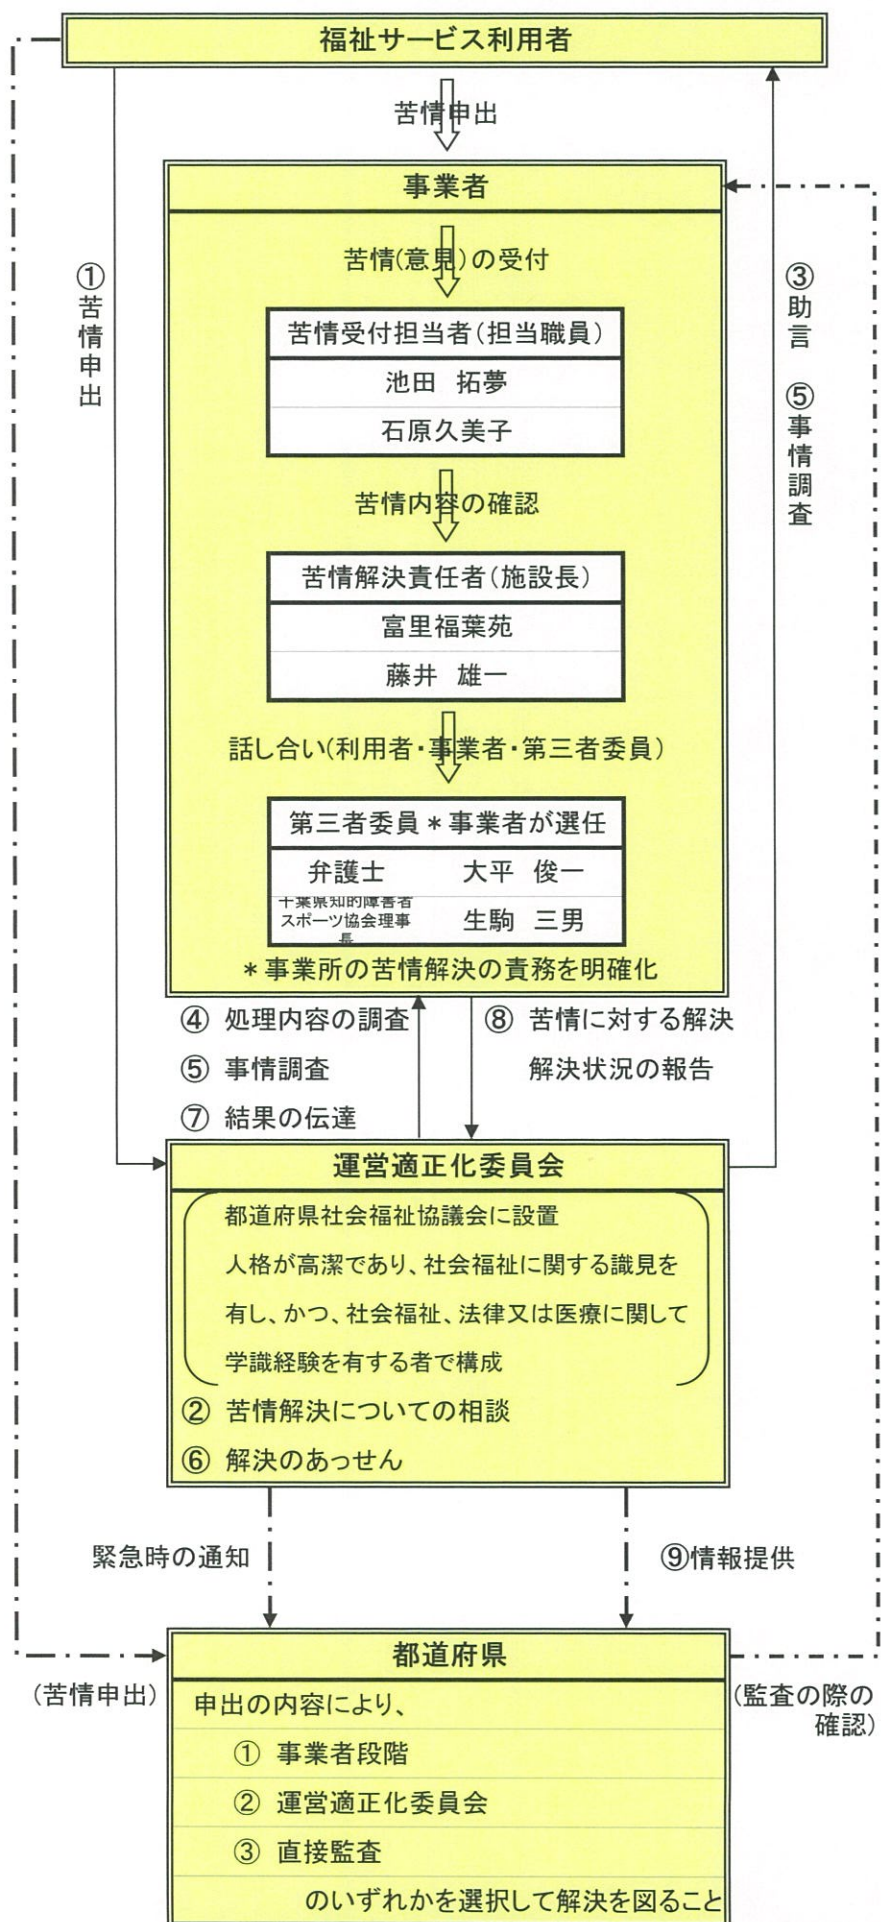 福祉サービス利用者
苦情申出
事業者
①苦情申出
苦情(意見)の受付
③助言 ⑤事情調査
苦情受付担当者(担当職員)
池田 拓夢
石原久美子
苦情内容の確認
苦情解決責任者(施設長)
富里福葉苑
藤井 雄一
話し合い(利用者・事業者・第三者委員)
第三者委員*事業者が選任
弁護士 大平 俊一
千葉県知的障害者
スポーツ協会理事
長
生駒 三男
*事業所の苦情解決の責務を明確化
④ 処理内容の調査
⑤ 事情調査
⑦ 結果の伝達
⑧ 苦情に対する解決
解決状況の報告
運営適正化委員会
都道府県社会福祉協議会に設置
人格が高潔であり、社会福祉に関する識見を
有し、かつ、社会福祉、法律又は医療に関して
学識経験を有する者で構成
② 苦情解決についての相談
⑥ 解決のあっせん
緊急時の通知
⑨情報提供
都道府県
(苦情申出)
(監査の際の
確認)
申出の内容により、
① 事業者段階
② 運営適正化委員会
③ 直接監査
のいずれかを選択して解決を図ること